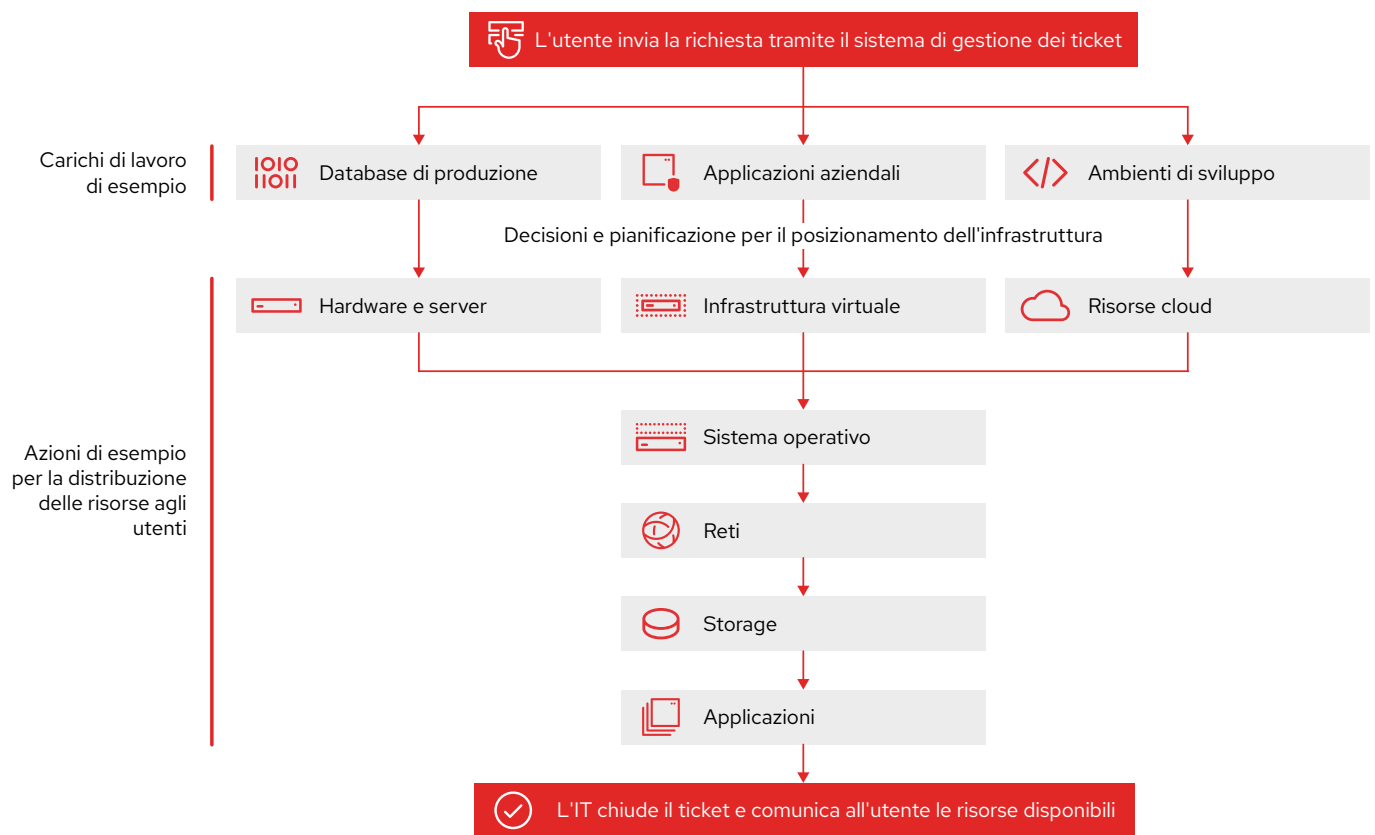 L'utente invia la richiesta tramite il sistema di gestione dei ticket
Carichi di lavoro
di esempio
Database di produzione
Applicazioni aziendali
Ambienti di sviluppo
Decisioni e pianificazione per il posizionamento dell'infrastruttura
Hardware e server
Infrastruttura virtuale
Risorse cloud
Azioni di esempio
per la distribuzione
delle risorse agli
utenti
Sistema operativo
Reti
Storage
Applicazioni
L'IT chiude il ticket e comunica all'utente le risorse disponibili